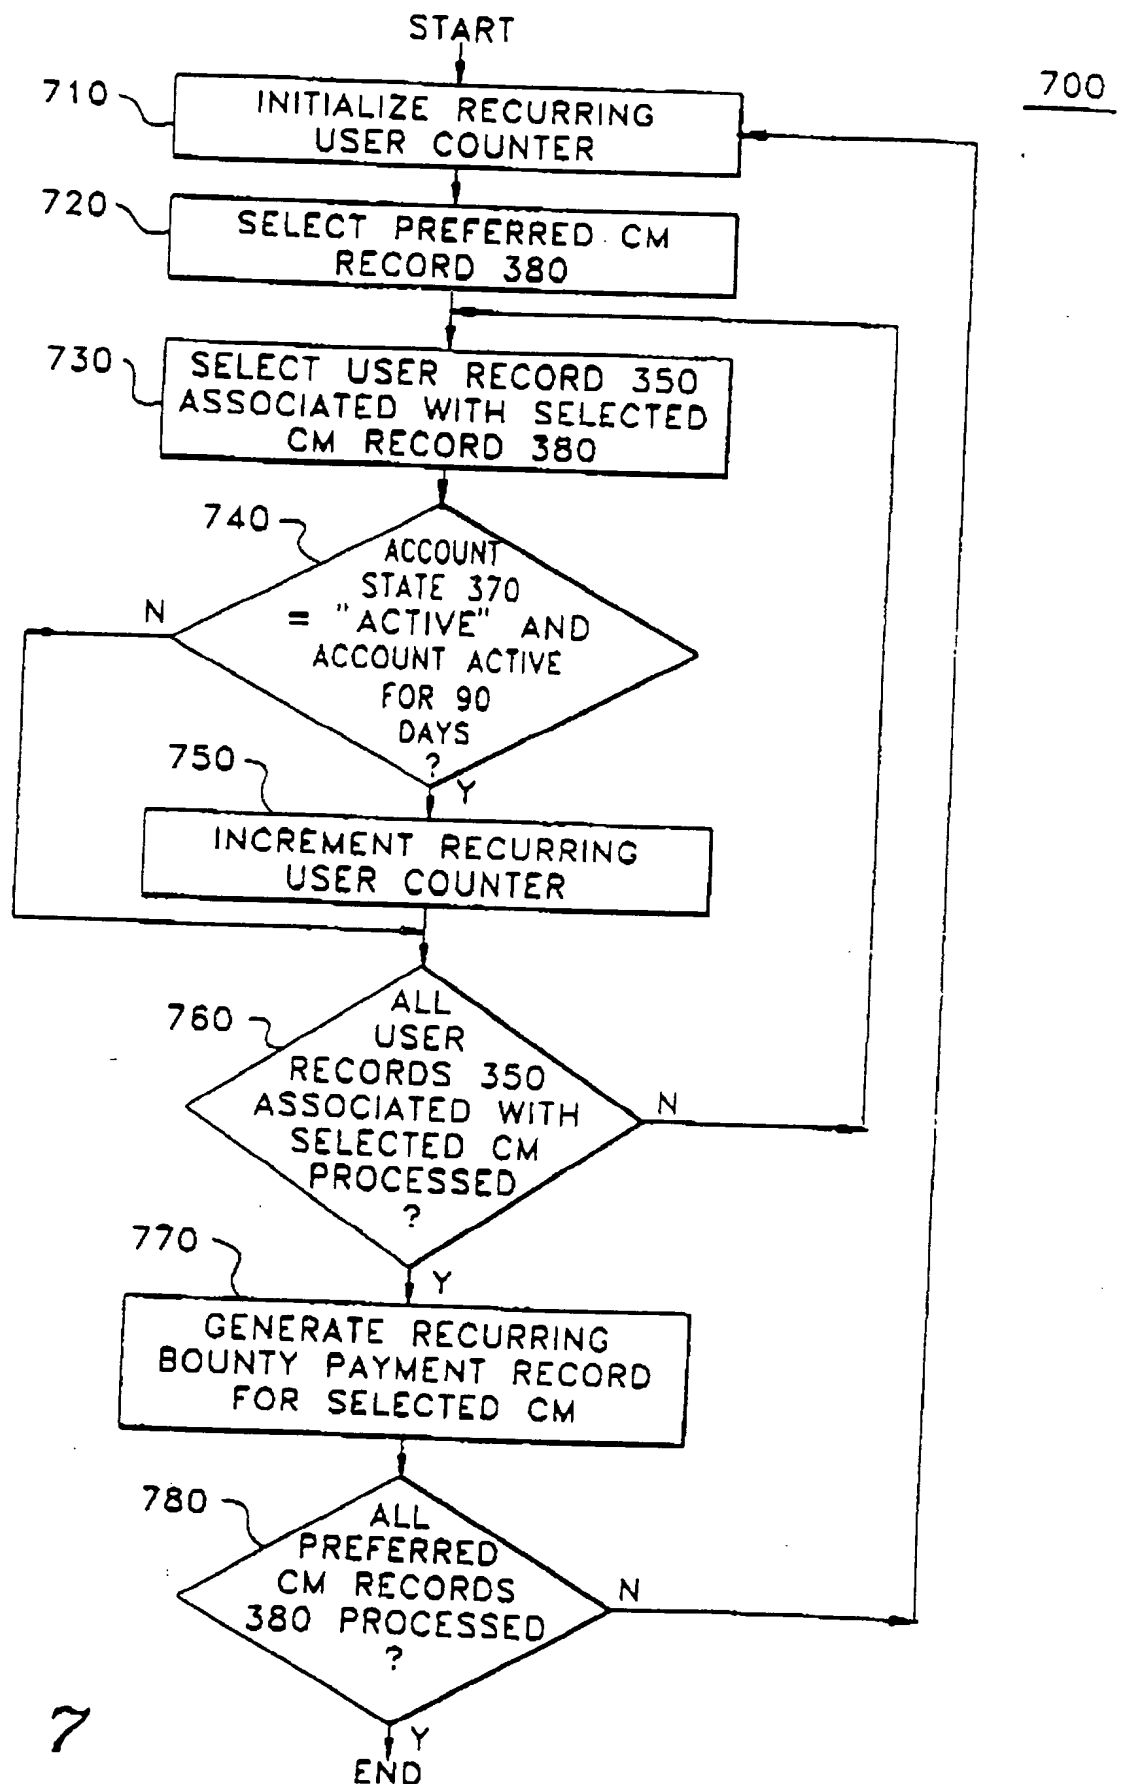 START
700
710
INITIALIZE RECURRING
USER COUNTER
720
SELECT PREFERRED CM
RECORD 380
730
SELECT USER RECORD 350
ASSOCIATED WITH SELECTED
CM RECORD 380
740
ACCOUNT
STATE 370
= "ACTIVE" AND
ACCOUNT ACTIVE
FOR 90
DAYS
?
N
Y
750
INCREMENT RECURRING
USER COUNTER
760
ALL
USER
RECORDS 350
ASSOCIATED WITH
SELECTED CM
PROCESSED
?
N
Y
770
GENERATE RECURRING
BOUNTY PAYMENT RECORD
FOR SELECTED CM
780
ALL
PREFERRED
CM RECORDS
380 PROCESSED
?
N
Y
END
7